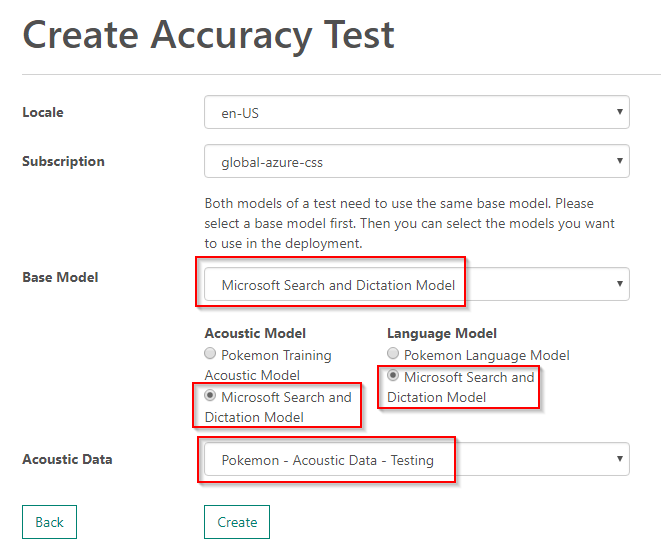 Create Accuracy Test
Locale
en-US
Subscription
global-azure-css
Both models of a test need to use the same base model. Please
select a base model first. Then you can select the models you want
to use in the deployment.
Base Model
Microsoft Search and Dictation Model
Acoustic Model
Pokemon Training
Acoustic Model
Microsoft Search and
Dictation Model
Language Model
Pokemon Language Model
Microsoft Search and
Dictation Model
Acoustic Data
Pokemon - Acoustic Data - Testing
Back
Create